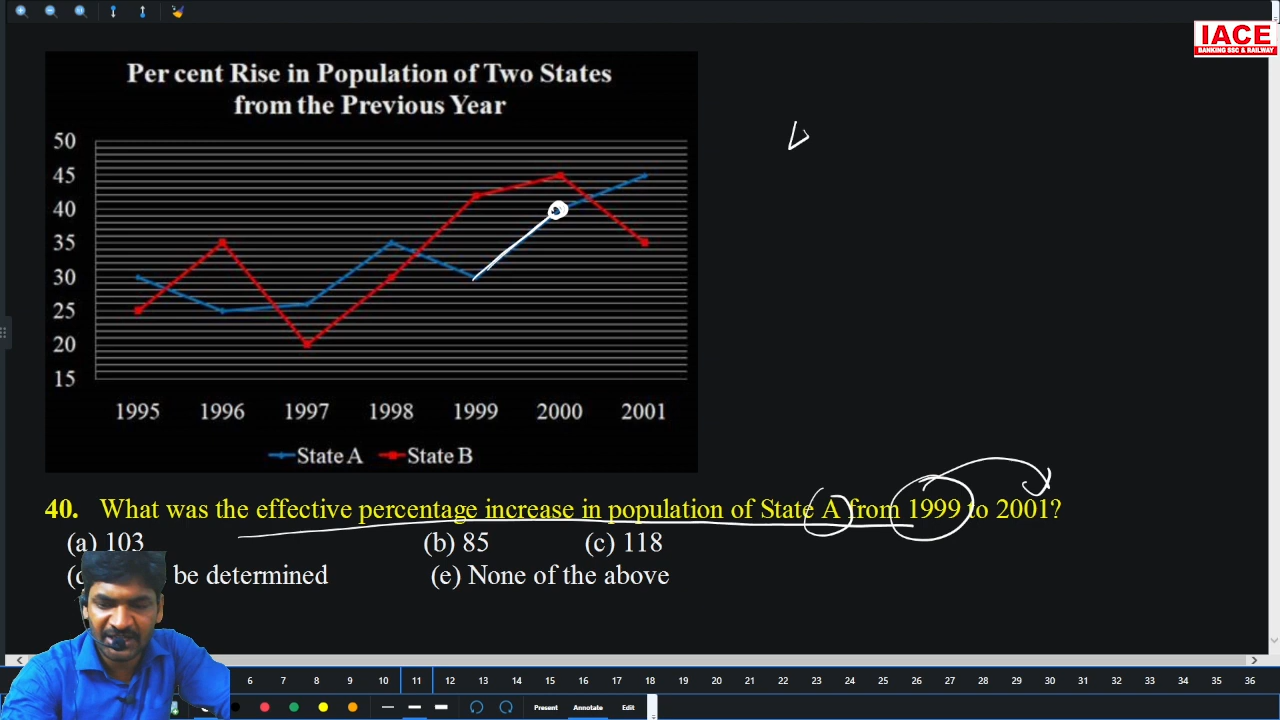 IACE
BANKING SSC & RAILWAY
Per cent Rise in Population of Two States
from the Previous Year
50
45
40
35
30
25
20
15
1995 1996 1997 1998 1999 2000 2001
State A State B
40. What was the effective percentage increase in population of State A from 1999 to 2001?
(a) 103 (b) 85 (c) 118
be determined (e) None of the above
6 7 8 9 10 11 12 13 14 15 16 17 18 19 20 21 22 23 24 25 26 27 28 29 30 31 32 33 34 35 36
Present Annotate Edit